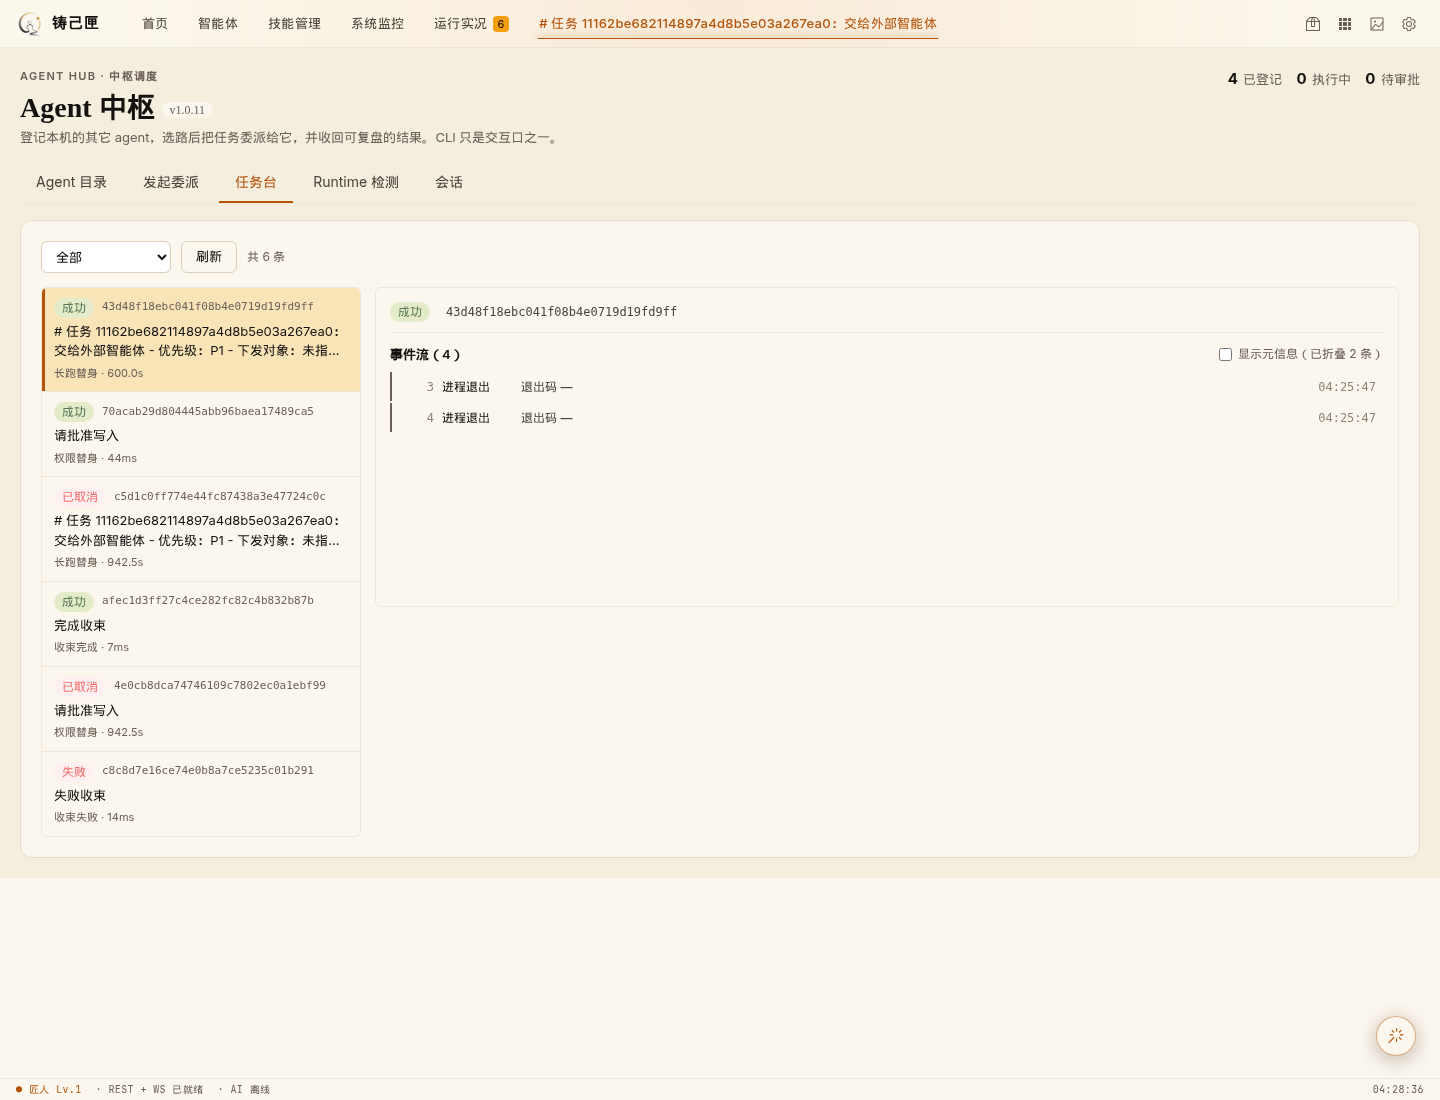 铸己匣
首页
智能体
技能管理
系统监控
运行实况 6
# 任务 11162be682114897a4d8b5e03a267ea0：交给外部智能体
AGENT HUB · 中枢调度
Agent 中枢 v1.0.11
登记本机的其它 agent，选路后把任务委派给它，并收回可复盘的结果。CLI 只是交互口之一。
4 已登记 0 执行中 0 待审批
Agent 目录
发起委派
任务台
Runtime 检测
会话
全部
刷新
共 6 条
成功 43d48f18ebc041f08b4e0719d19fd9ff
# 任务 11162be682114897a4d8b5e03a267ea0：
交给外部智能体 - 优先级：P1 - 下发对象：未指...
长跑替身 · 600.0s
成功 70acab29d804445abb96baea17489ca5
请批准写入
权限替身 · 44ms
已取消 c5d1c0ff774e44fc87438a3e47724c0c
# 任务 11162be682114897a4d8b5e03a267ea0：
交给外部智能体 - 优先级：P1 - 下发对象：未指...
长跑替身 · 942.5s
成功 afec1d3ff27c4ce282fc82c4b832b87b
完成收束
收束完成 · 7ms
已取消 4e0cb8dca74746109c7802ec0a1ebf99
请批准写入
权限替身 · 942.5s
失败 c8c8d7e16ce74e0b8a7ce5235c01b291
失败收束
收束失败 · 14ms
成功 43d48f18ebc041f08b4e0719d19fd9ff
事件流（4）
显示元信息（已折叠 2 条）
3 进程退出 退出码 — 04:25:47
4 进程退出 退出码 — 04:25:47
匠人 Lv.1 · REST + WS 已就绪 · AI 离线
04:28:36